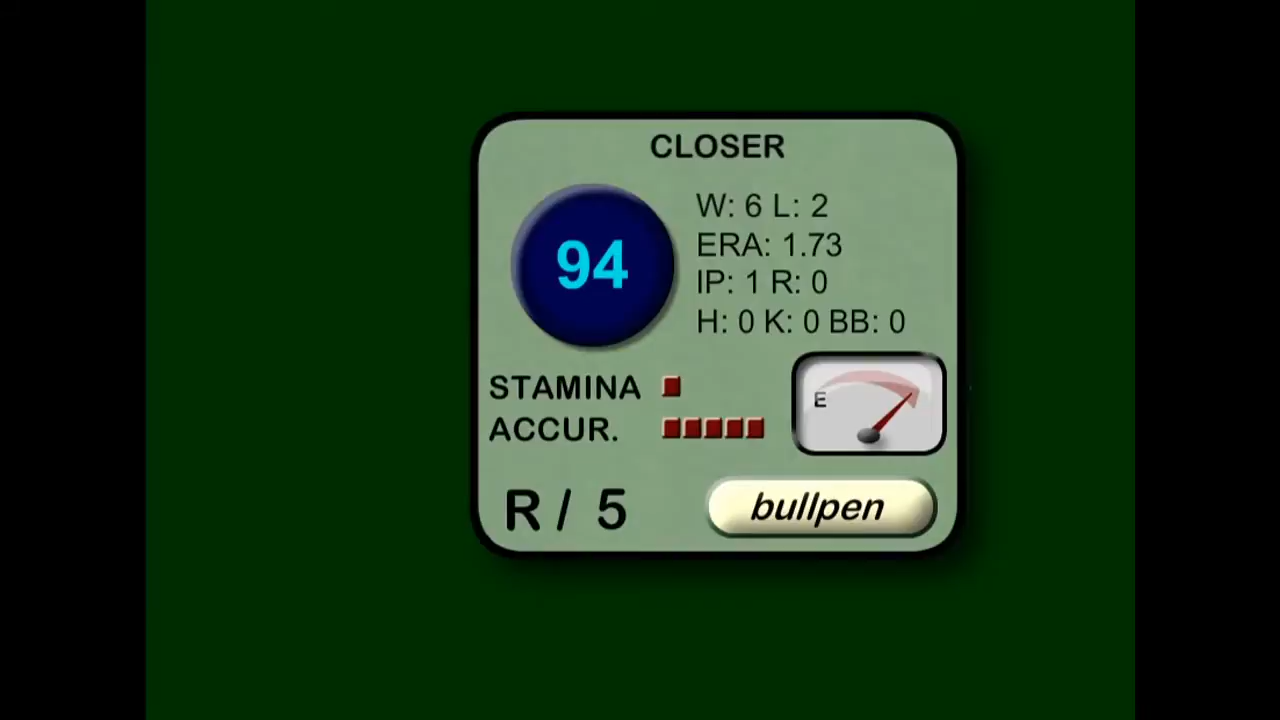 CLOSER
94
W: 6 L: 2
ERA: 1.73
IP: 1 R: 0
H: 0 K: 0 BB: 0
STAMINA
E
ACCUR.
R / 5
bullpen